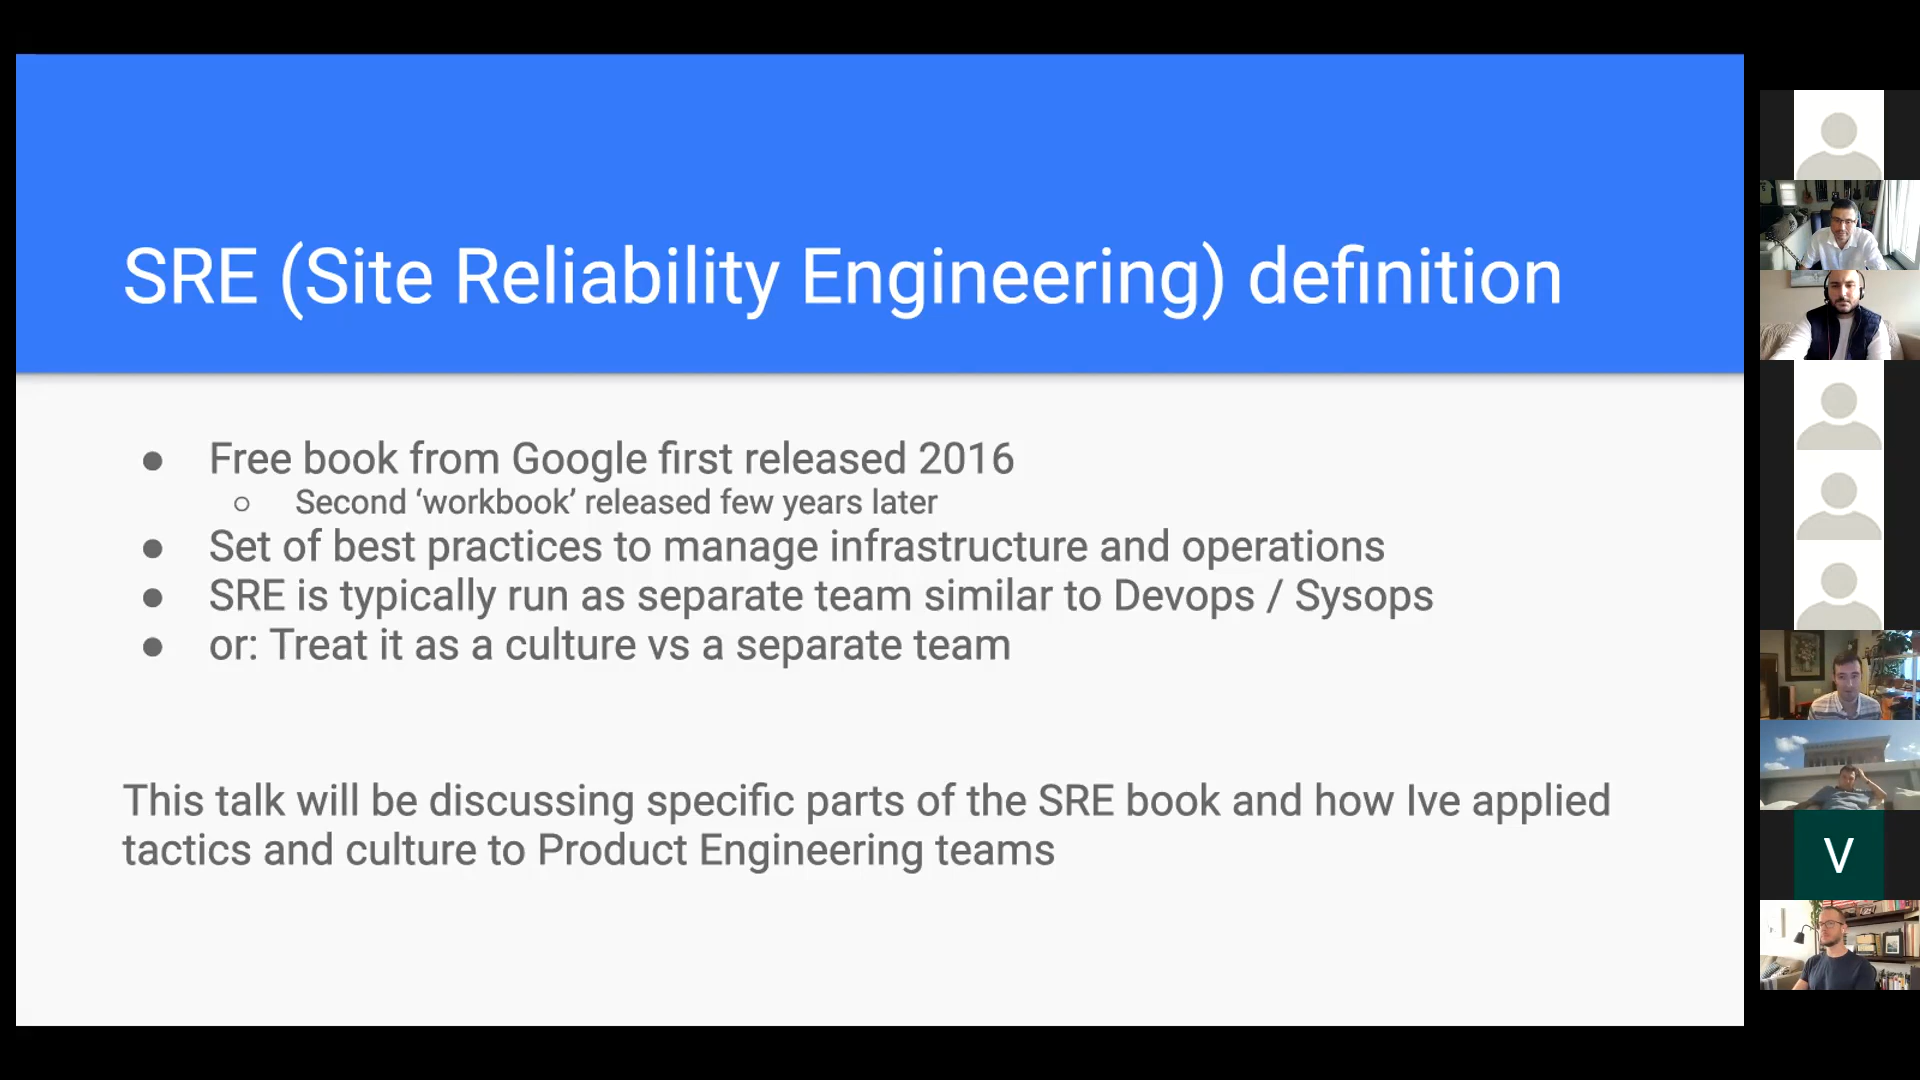 SRE (Site Reliability Engineering) definition
● Free book from Google first released 2016
○ Second ‘workbook’ released few years later
● Set of best practices to manage infrastructure and operations
● SRE is typically run as separate team similar to Devops / Sysops
● or: Treat it as a culture vs a separate team
This talk will be discussing specific parts of the SRE book and how Ive applied
tactics and culture to Product Engineering teams
V